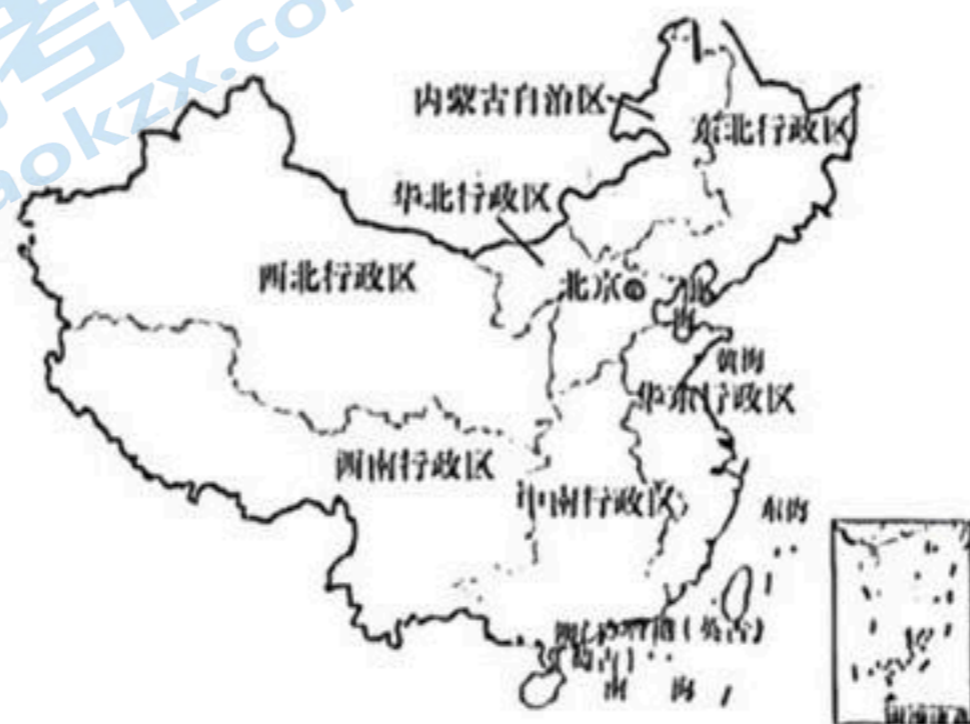 aokzx.co
内蒙古自治区
东北行政区
华北行政区
西北行政区
北京
黄海
华东行政区
西南行政区
中南行政区
东海
南海